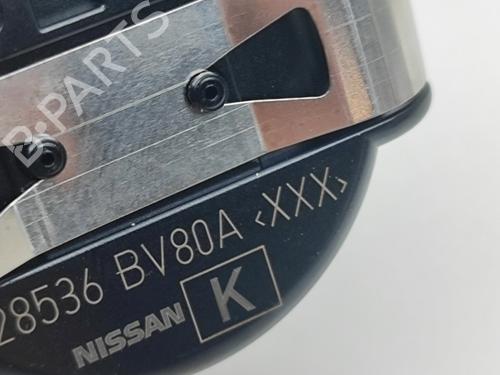 B-PARTS
28536 BV80A <XXX>
NISSAN K